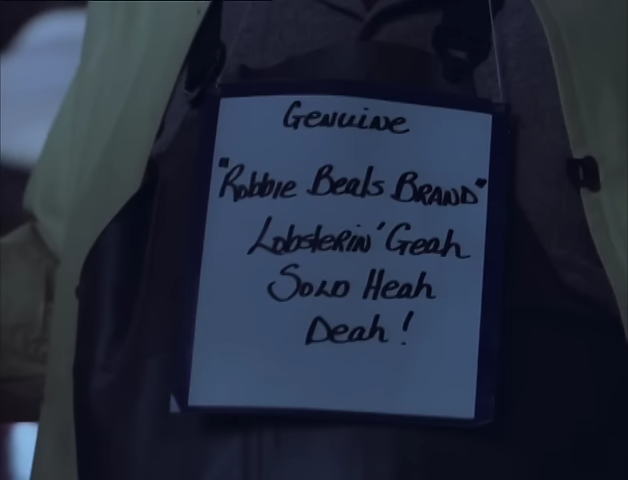 Genuine
"Robbie Beals Brand"
Lobsterin' Geah
Sold Heah
Deah!